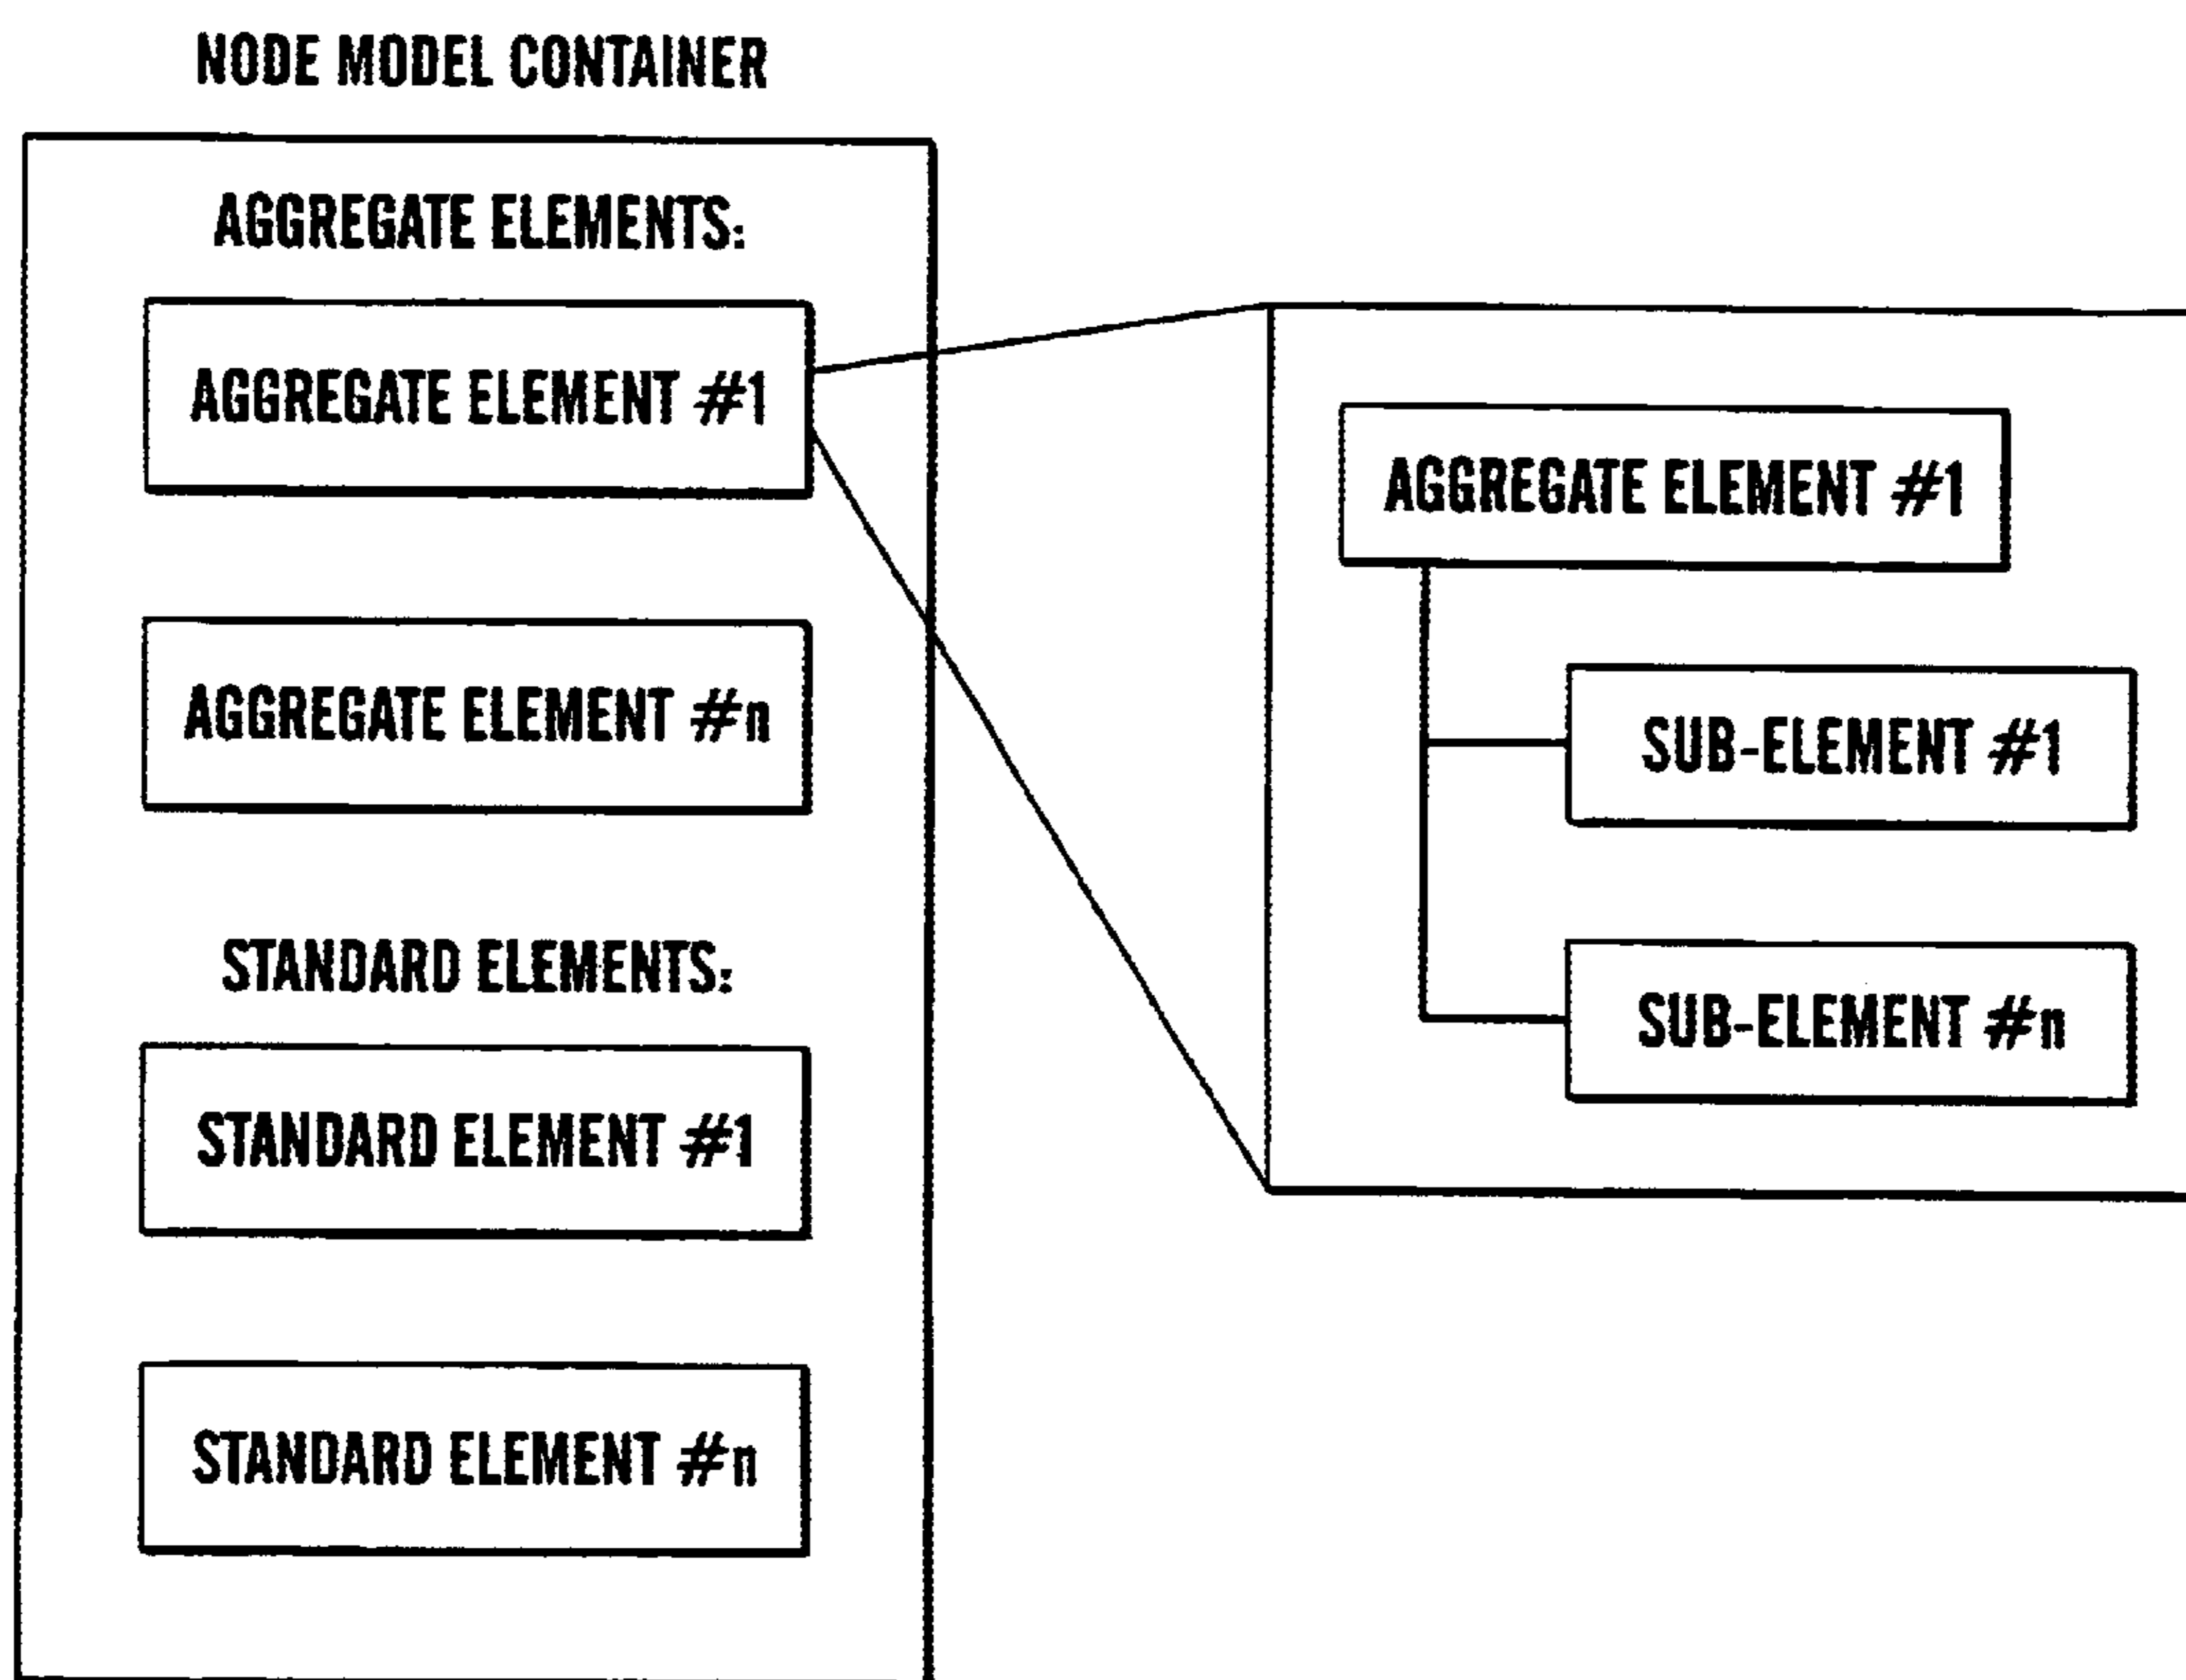 NODE MODEL CONTAINER
AGGREGATE ELEMENTS:
AGGREGATE ELEMENT #1
AGGREGATE ELEMENT #n
STANDARD ELEMENTS:
STANDARD ELEMENT #1
STANDARD ELEMENT #n
AGGREGATE ELEMENT #1
SUB-ELEMENT #1
SUB-ELEMENT #n